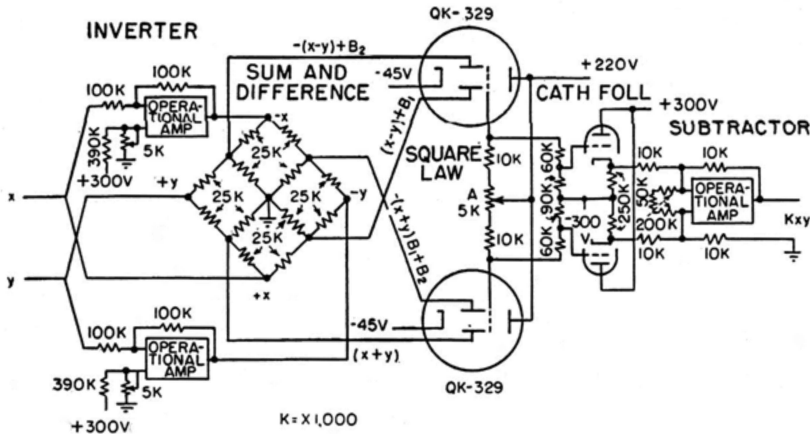 QK-329
INVERTER
-(x-y)+B₂
+220V
100K
100K
SUM AND
DIFFERENCE
-45V
CATH FOLL
+300V
OPERA-
TIONAL
AMP
-x
(x-y)+B₁
SUBTRACTOR
390K
5K
25K
SQUARE
LAW
10K
60K
10K
10K
+300V
+y
25K
25K
-y
A
5K
90K
-300
V
250K
50K
OPERA-
TIONAL
AMP
x
Kxy
25K
-(x+y)B₁+B₂
10K
60K
200K
10K
10K
y
+x
100K
100K
-45V
OPERA-
TIONAL
AMP
(x+y)
390K
5K
QK-329
+300V
K=X1,000